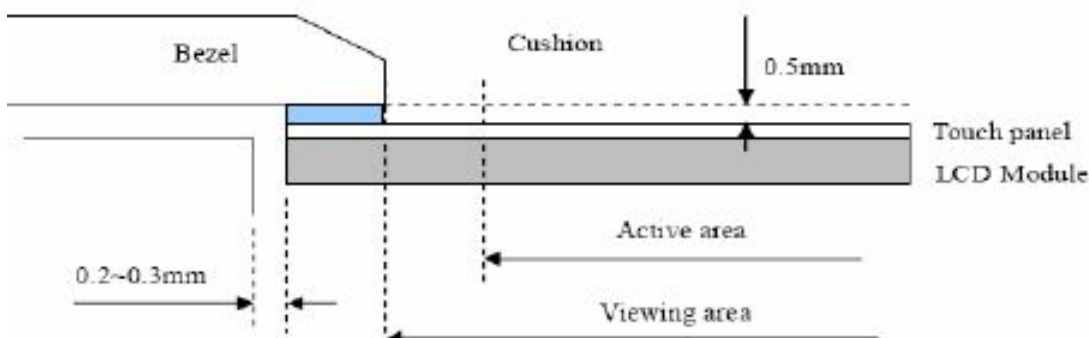 Cushion
Bezel
0.5mm
Touch panel
LCD Module
Active area
0.2~0.3mm
Viewing area